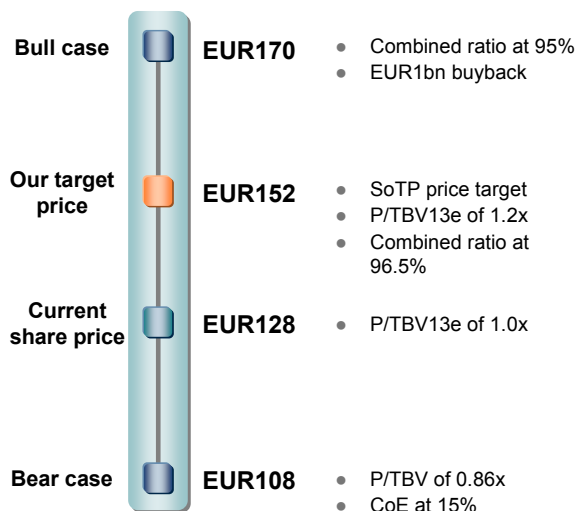 Bull case
EUR170
● Combined ratio at 95%
● EUR1bn buyback
Our target
price
EUR152
● SoTP price target
● P/TBV13e of 1.2x
● Combined ratio at
96.5%
Current
share price
EUR128
● P/TBV13e of 1.0x
Bear case
EUR108
● P/TBV of 0.86x
● CoE at 15%